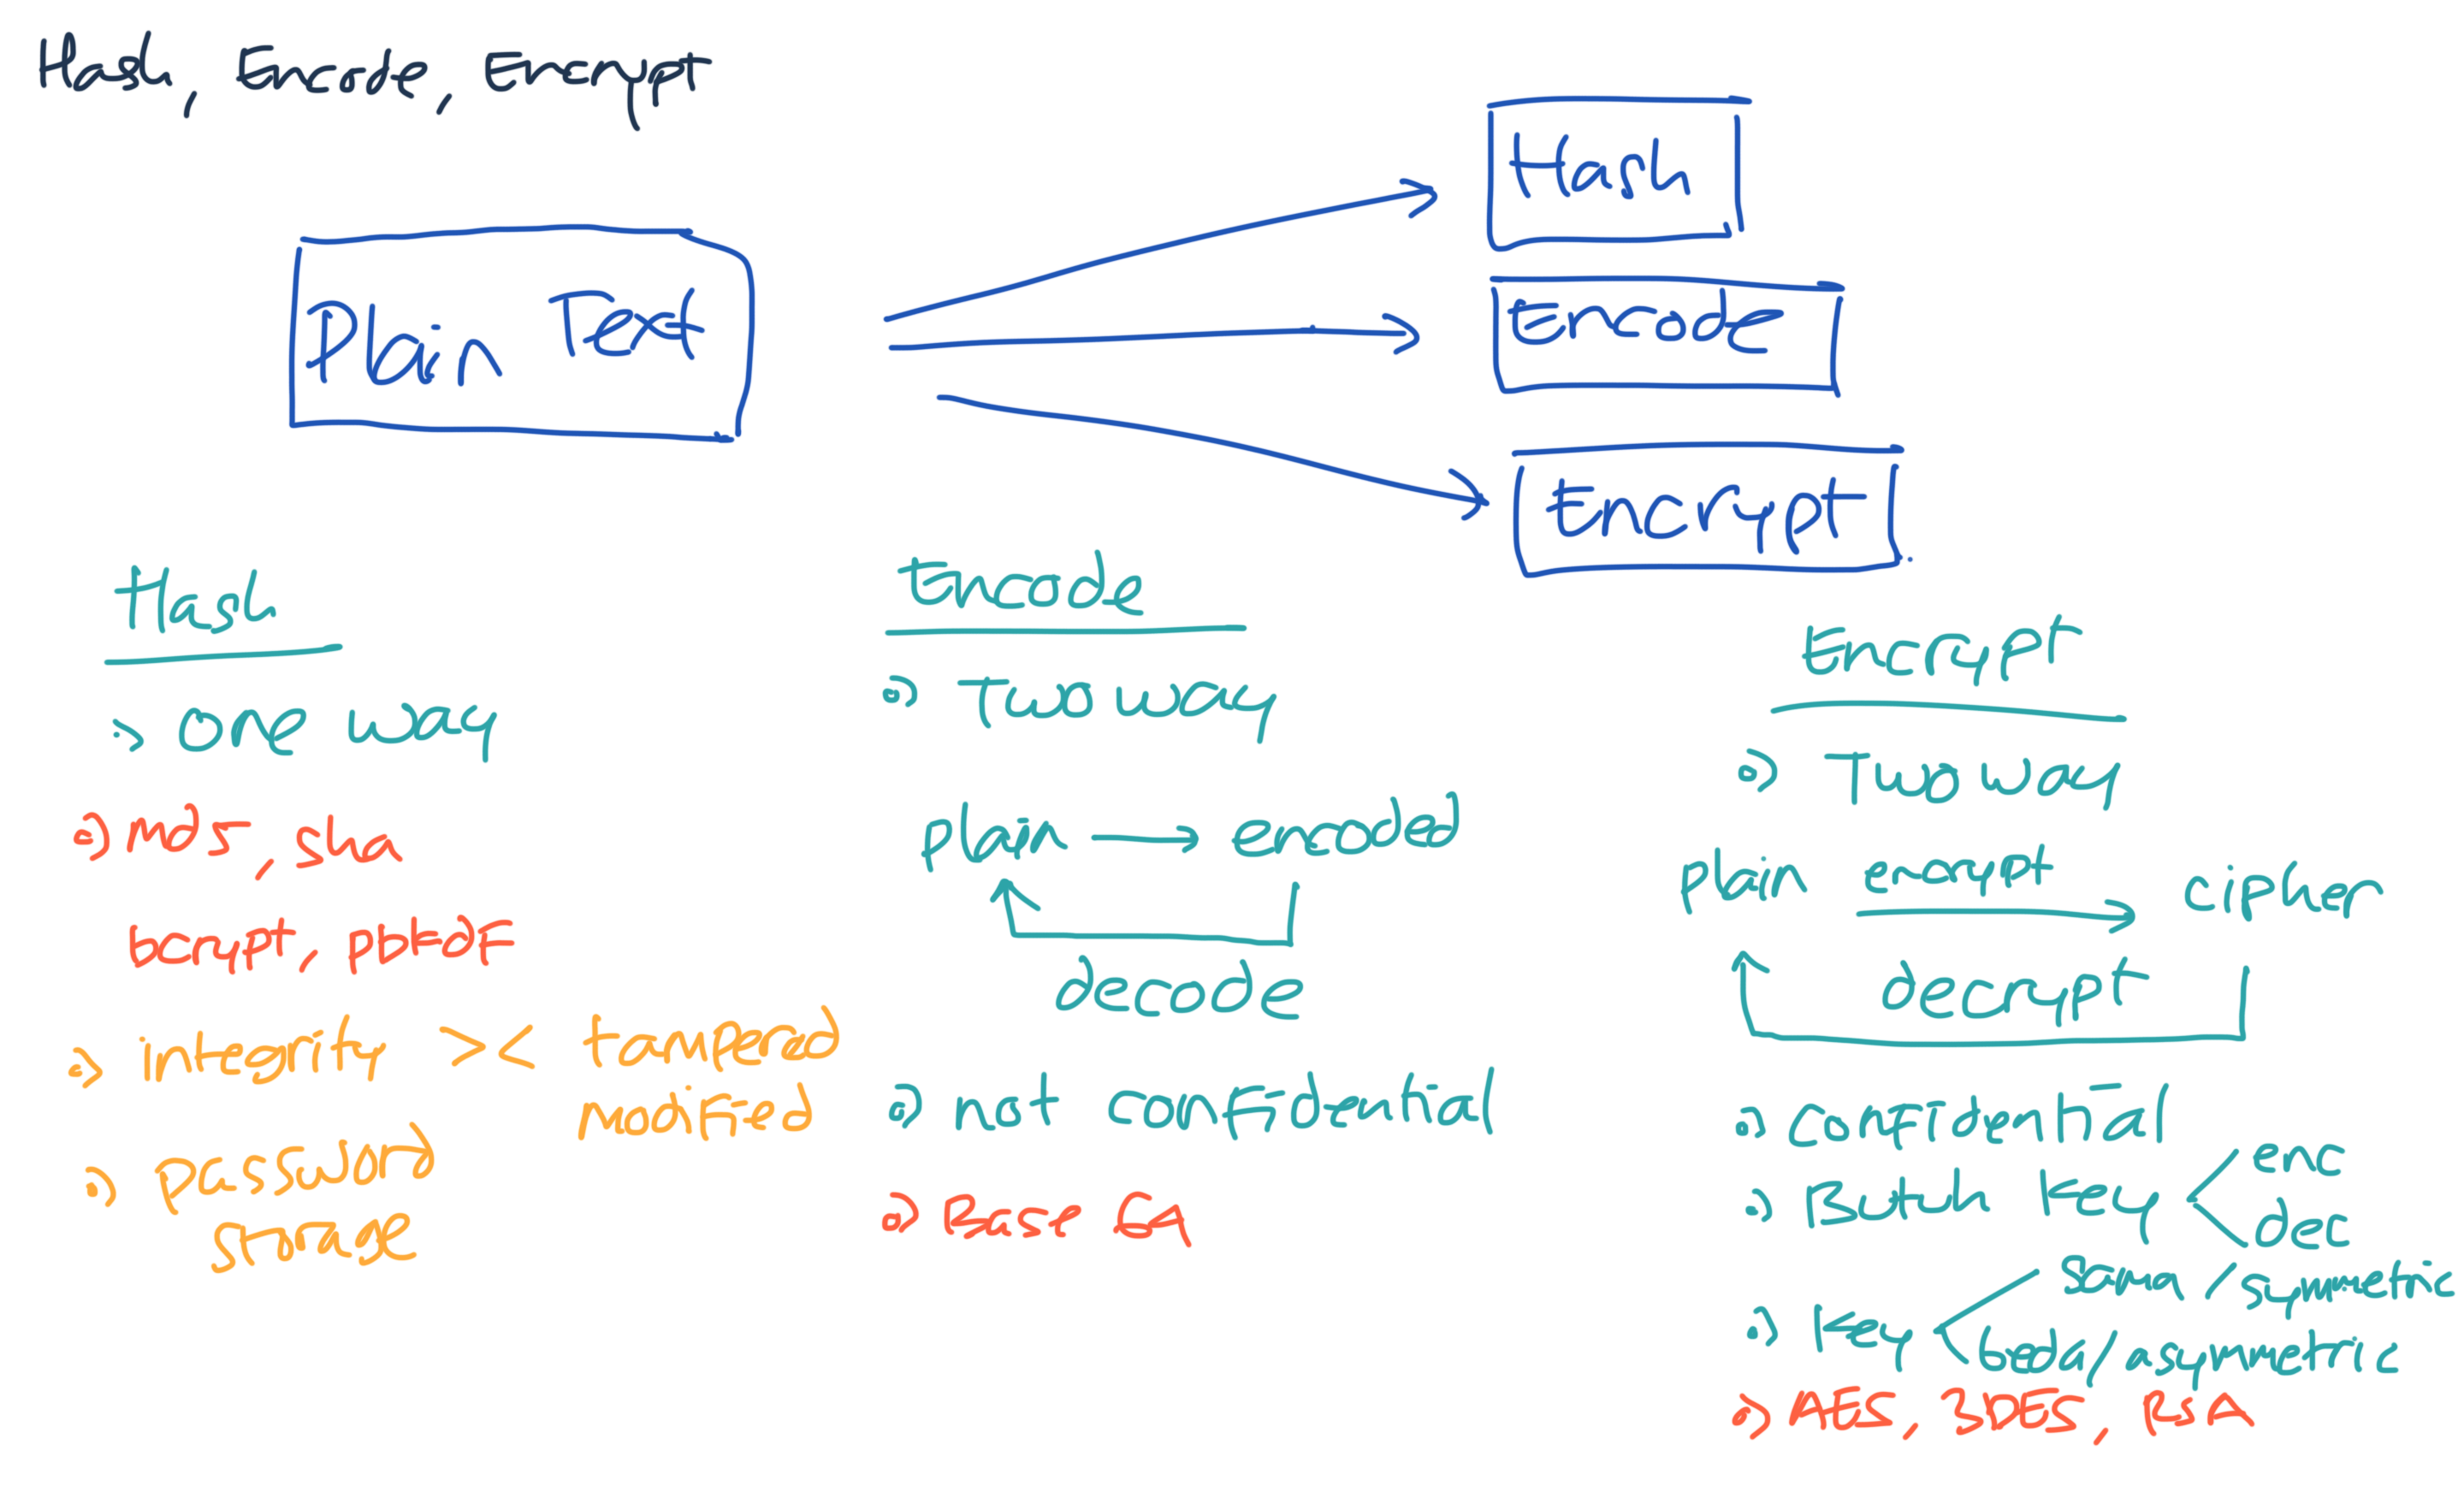 Hash, Encode, Encrypt
Plain Text
Hash
Encode
Encrypt
Hash
one way
md5, sha
bcrypt, pbkdf
integrity >< tampered
modified
password
storage
Encode
Two way
plain → encoded
decode
not confidential
Base 64
Encrypt
Two way
plain encrypt cipher
decrypt
confidential
Butuh key < enc
dec
key < sama / symmetric
beda / asymmetric
AES, 3DES, RSA